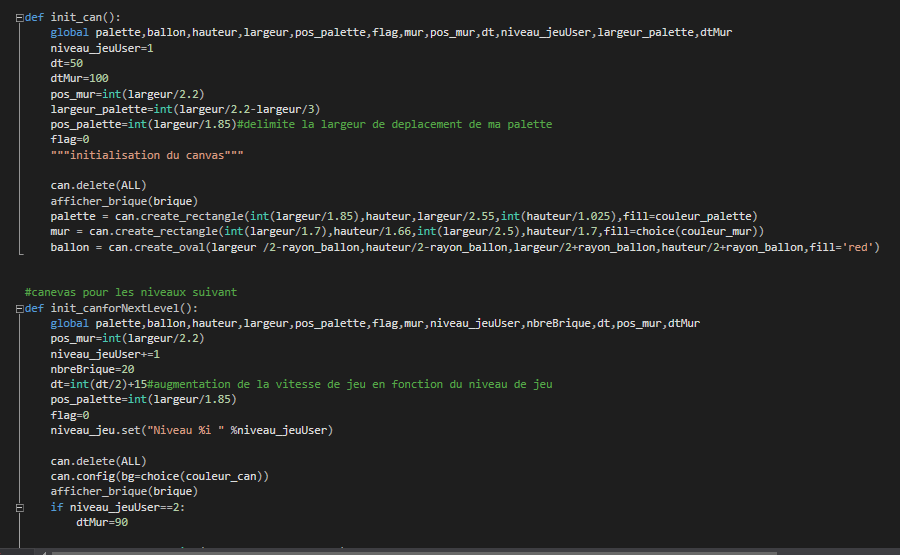 def init_can():
global palette,ballon,hauteur,largeur,pos_palette,flag,mur,pos_mur,dt,niveau_jeuUser,largeur_palette,dtMur
niveau_jeuUser=1
dt=50
dtMur=100
pos_mur=int(largeur/2.2)
largeur_palette=int(largeur/2.2-largeur/3)
pos_palette=int(largeur/1.85)#delimite la largeur de deplacement de ma palette
flag=0
"""initialisation du canvas"""
can.delete(ALL)
afficher_brique(brique)
palette = can.create_rectangle(int(largeur/1.85),hauteur,largeur/2.55,int(hauteur/1.025),fill=couleur_palette)
mur = can.create_rectangle(int(largeur/1.7),hauteur/1.66,int(largeur/2.5),hauteur/1.7,fill=choice(couleur_mur))
ballon = can.create_oval(largeur /2-rayon_ballon,hauteur/2-rayon_ballon,largeur/2+rayon_ballon,hauteur/2+rayon_ballon,fill='red')
#canevas pour les niveaux suivant
def init_canforNextLevel():
global palette,ballon,hauteur,largeur,pos_palette,flag,mur,niveau_jeuUser,nbreBrique,dt,pos_mur,dtMur
pos_mur=int(largeur/2.2)
niveau_jeuUser+=1
nbreBrique=20
dt=int(dt/2)+15#augmentation de la vitesse de jeu en fonction du niveau de jeu
pos_palette=int(largeur/1.85)
flag=0
niveau_jeu.set("Niveau %i " %niveau_jeuUser)
can.delete(ALL)
can.config(bg=choice(couleur_can))
afficher_brique(brique)
if niveau_jeuUser==2:
dtMur=90